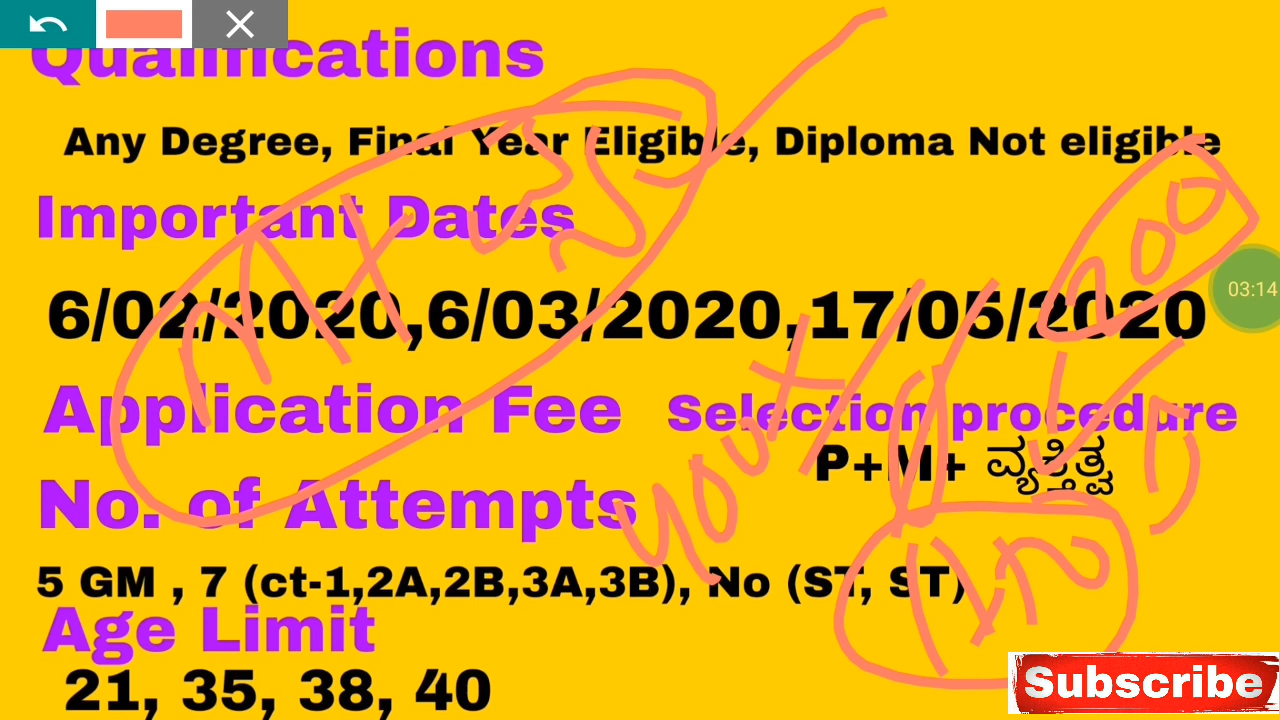 Qualifications
Any Degree, Final Year Eligible, Diploma Not eligible
Important Dates
6/02/2020,6/03/2020,17/05/2020
03:14
Application Fee Selection procedure
P+M+ ವ್ಯಕ್ತಿತ್ವ
No. of Attempts
5 GM , 7 (ct-1,2A,2B,3A,3B), No (ST, ST)
Age Limit
21, 35, 38, 40
Subscribe